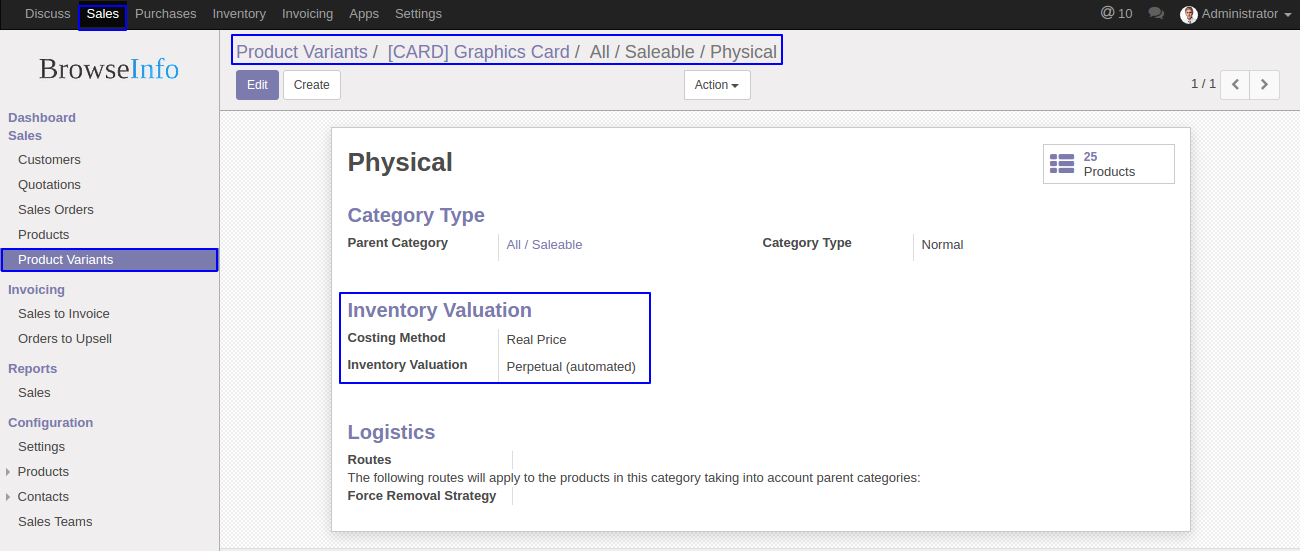 Discuss Sales Purchases Inventory Invoicing Apps Settings @ 10 Administrator
BrowseInfo
Dashboard
Sales
Customers
Quotations
Sales Orders
Products
Product Variants
Invoicing
Sales to Invoice
Orders to Upsell
Reports
Sales
Configuration
Settings
Products
Contacts
Sales Teams
Product Variants / [CARD] Graphics Card / All / Saleable / Physical
Edit Create Action 1 / 1
Physical
25
Products
Category Type
Parent Category All / Saleable Category Type Normal
Inventory Valuation
Costing Method Real Price
Inventory Valuation Perpetual (automated)
Logistics
Routes
The following routes will apply to the products in this category taking into account parent categories:
Force Removal Strategy